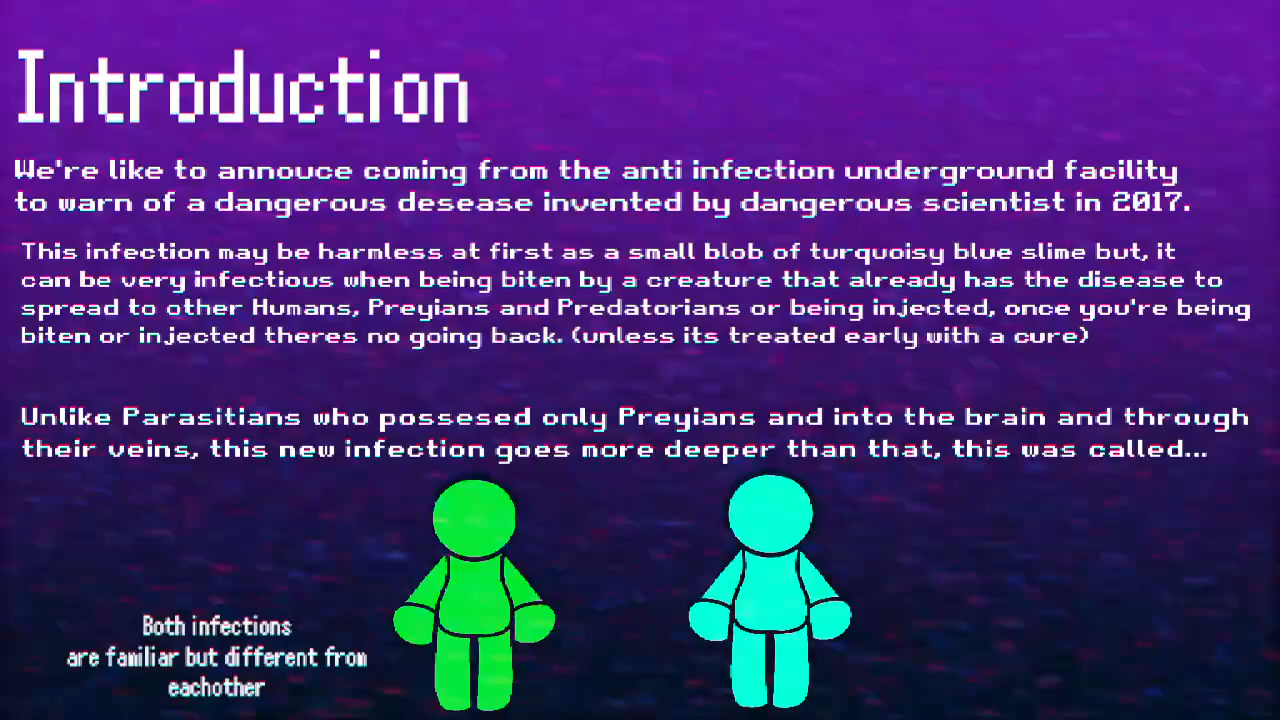 Introduction
We're like to annouce coming from the anti infection underground facility
to warn of a dangerous desease invented by dangerous scientist in 2017.
This infection may be harmless at first as a small blob of turquoisy blue slime but, it
can be very infectious when being biten by a creature that already has the disease to
spread to other Humans, Preyians and Predatorians or being injected, once you're being
biten or injected theres no going back. (unless its treated early with a cure)
Unlike Parasitians who possesed only Preyians and into the brain and through
their veins, this new infection goes more deeper than that, this was called...
Both infections
are familiar but different from
eachother